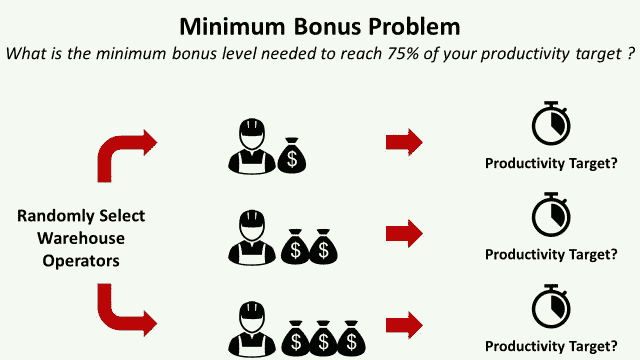 Minimum Bonus Problem
What is the minimum bonus level needed to reach 75% of your productivity target ?
$
Productivity Target?
Randomly Select
Warehouse
Operators
$ $
Productivity Target?
$ $ $
Productivity Target?